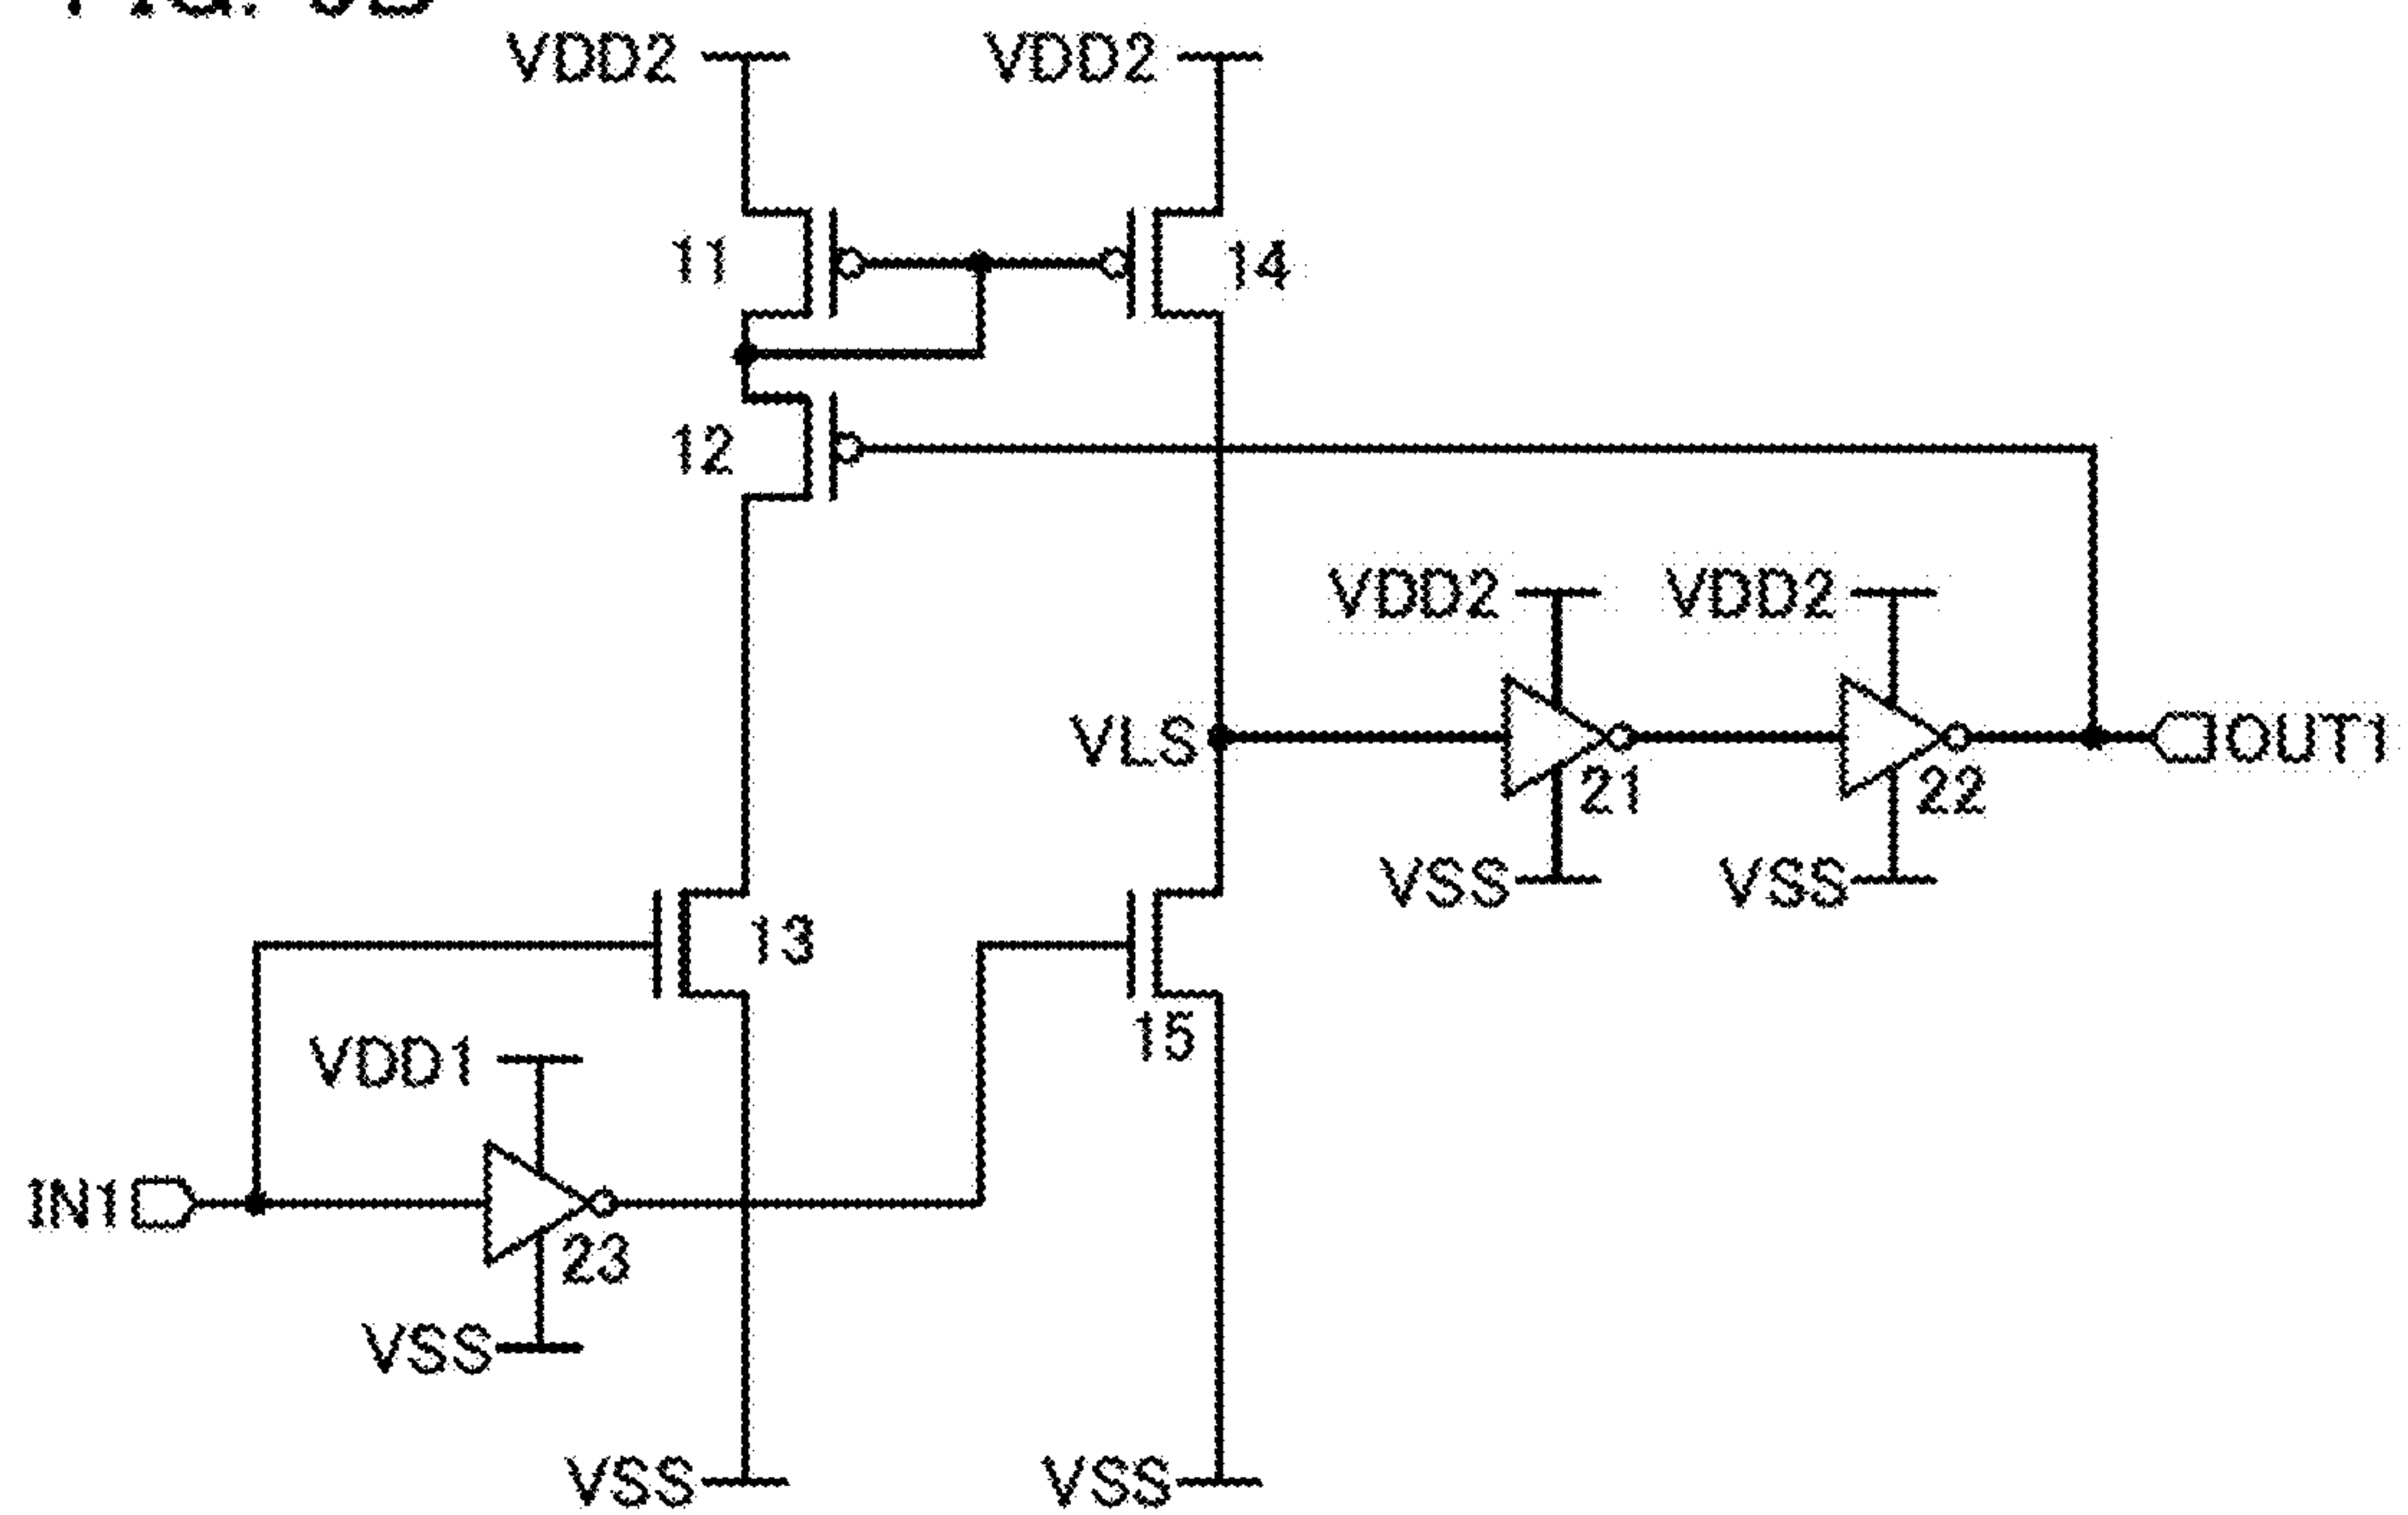 VDD2 VDD2
11 14
12
VDD2 VDD2
VLS OUT1
21 22
VSS VSS
13
15
VDD1
IN1
23
VSS
VSS VSS